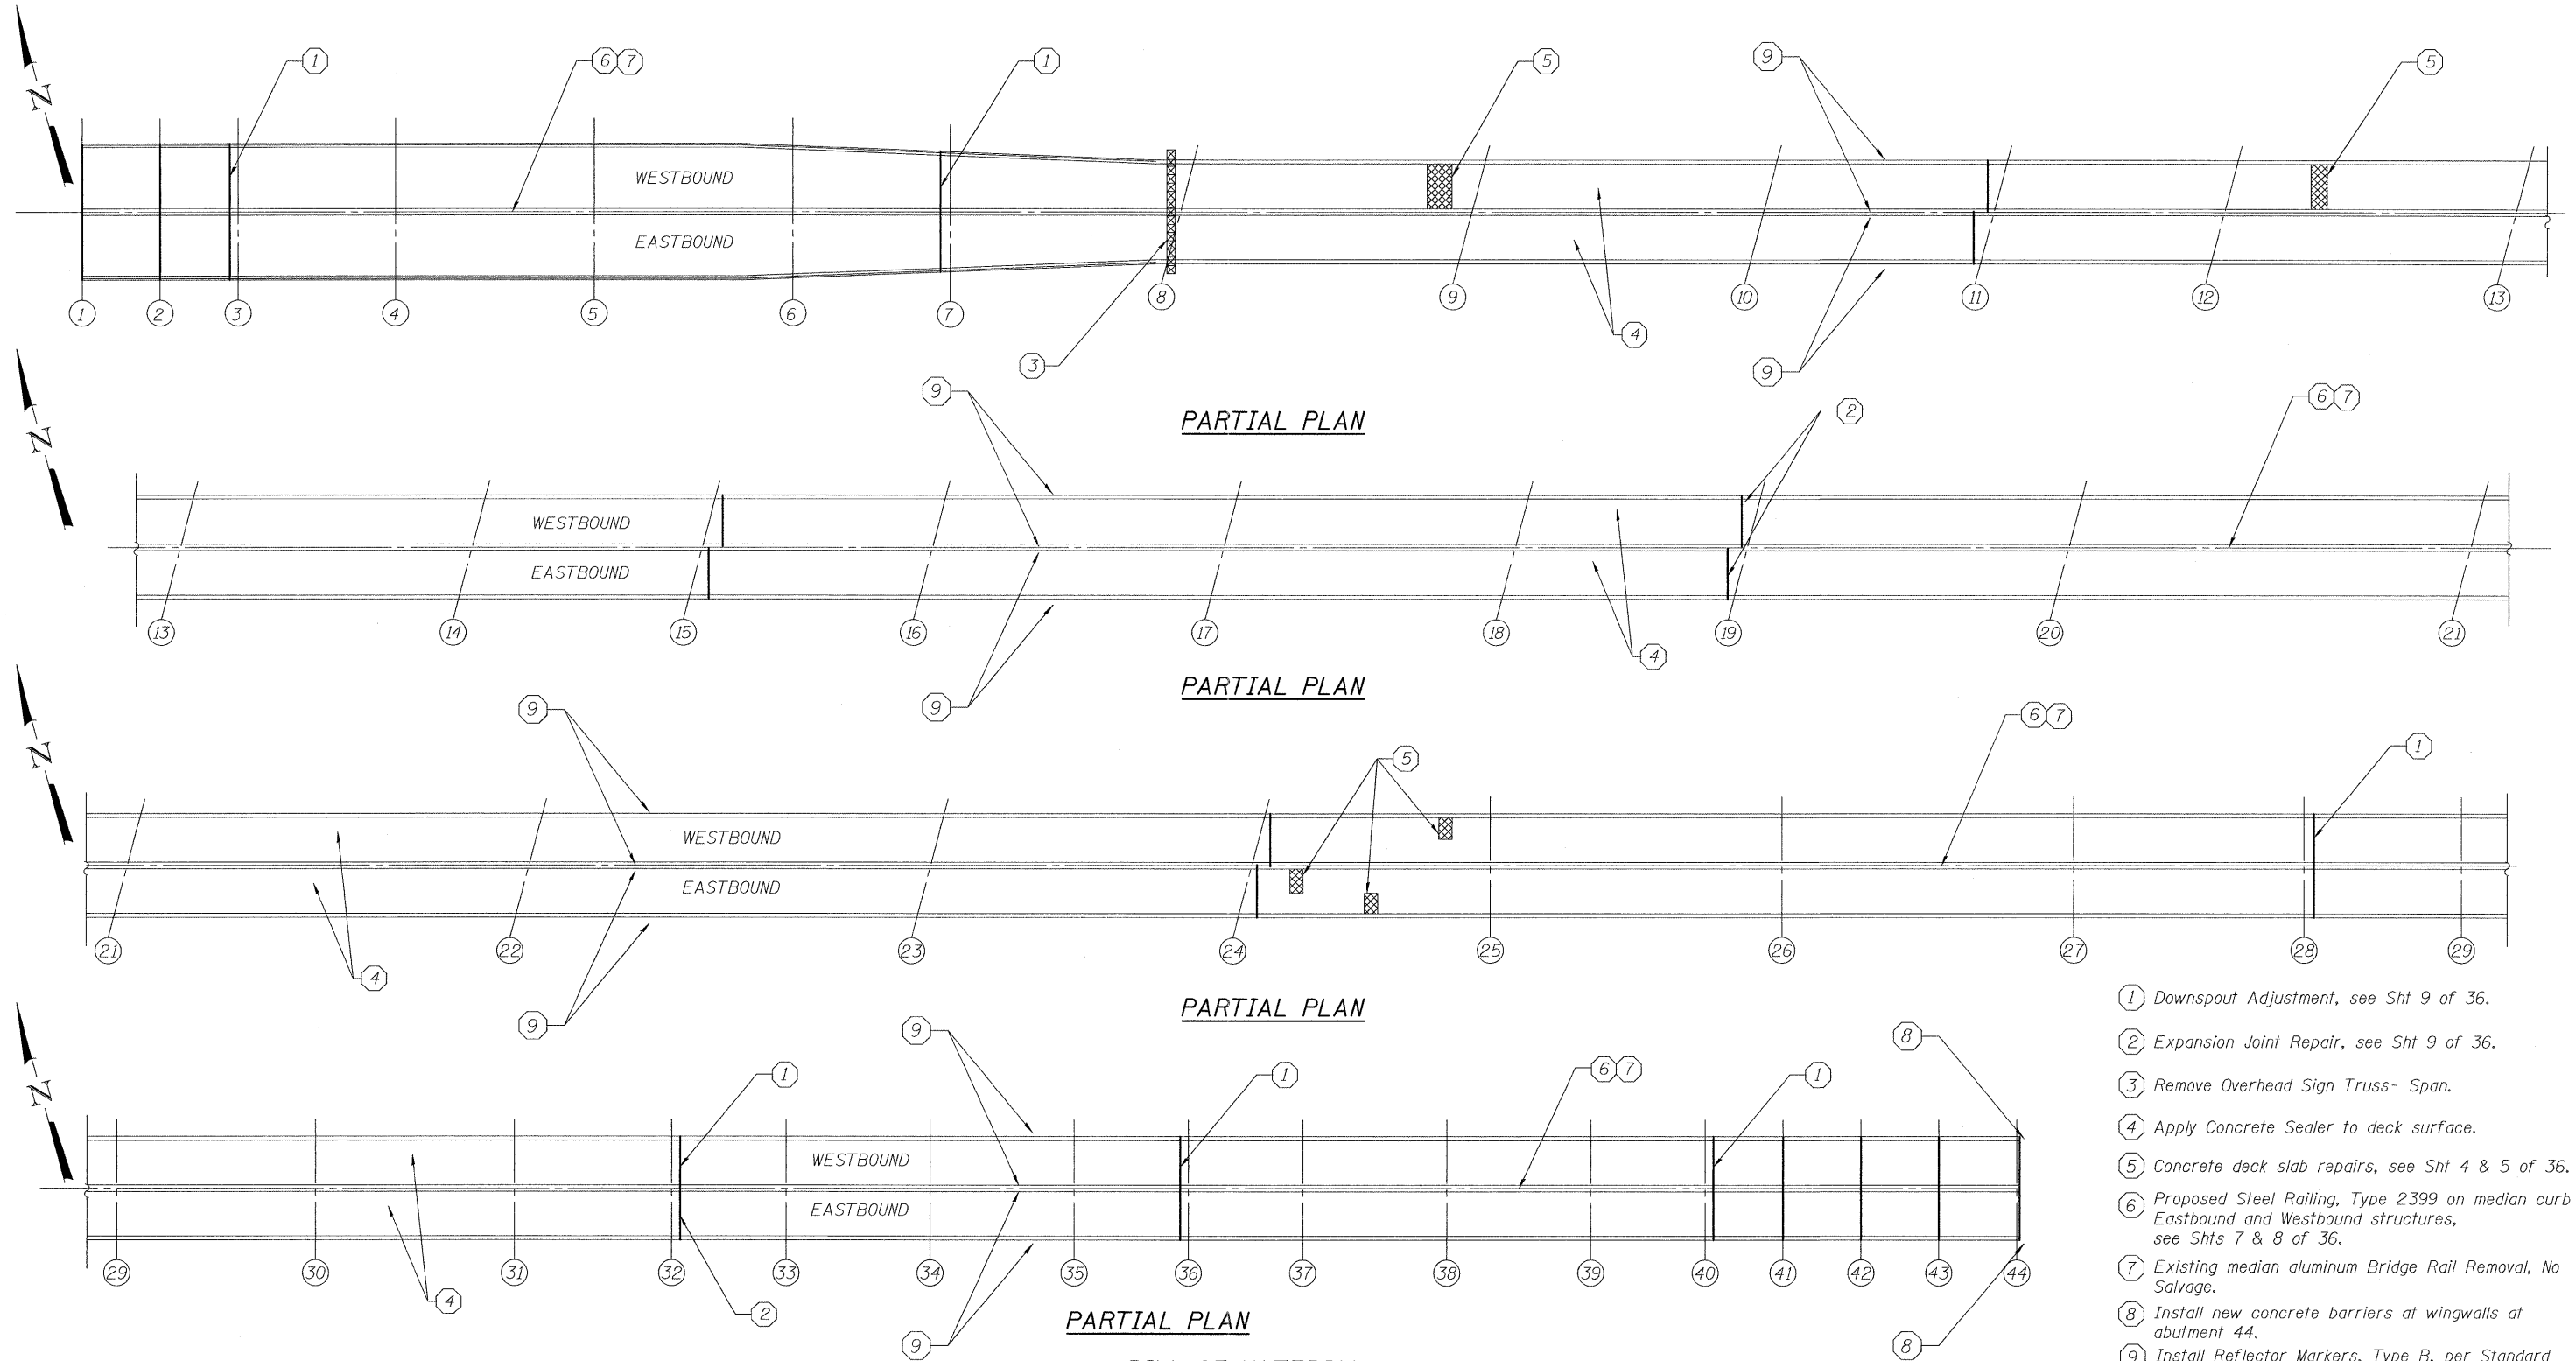 N
1
6 7
1
5
9
5
WESTBOUND
EASTBOUND
1 2 3 4 5 6 7 8 9 10 11 12 13
3
4
9
PARTIAL PLAN
N
9
2
6 7
WESTBOUND
EASTBOUND
13 14 15 16 17 18 19 20 21
4
9
PARTIAL PLAN
N
9
5
6 7
1
WESTBOUND
EASTBOUND
21 22 23 24 25 26 27 28 29
4
9
PARTIAL PLAN
N
1
9
1
6 7
1
8
WESTBOUND
EASTBOUND
29 30 31 32 33 34 35 36 37 38 39 40 41 42 43 44
4
2
9
8
PARTIAL PLAN
1 Downspout Adjustment, see Sht 9 of 36.
2 Expansion Joint Repair, see Sht 9 of 36.
3 Remove Overhead Sign Truss- Span.
4 Apply Concrete Sealer to deck surface.
5 Concrete deck slab repairs, see Sht 4 & 5 of 36.
6 Proposed Steel Railing, Type 2399 on median curb
Eastbound and Westbound structures,
see Shts 7 & 8 of 36.
7 Existing median aluminum Bridge Rail Removal, No
Salvage.
8 Install new concrete barriers at wingwalls at
abutment 44.
9 Install Reflector Markers, Type B, per Standard